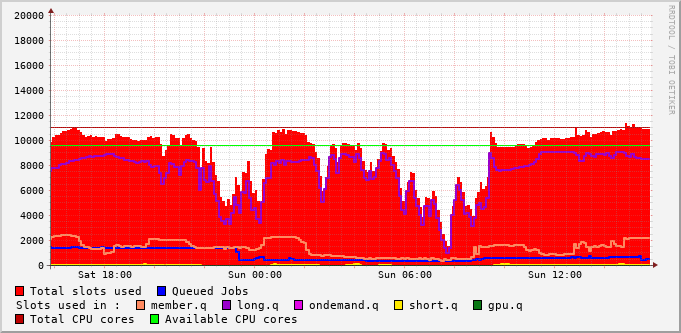 20000
18000
16000
14000
12000
10000
8000
6000
4000
2000
0
Sat 18:00 Sun 00:00 Sun 06:00 Sun 12:00
RRDTOOL / TOBI OETIKER
Total slots used Queued Jobs
Slots used in : member.q long.q ondemand.q short.q gpu.q
Total CPU cores Available CPU cores